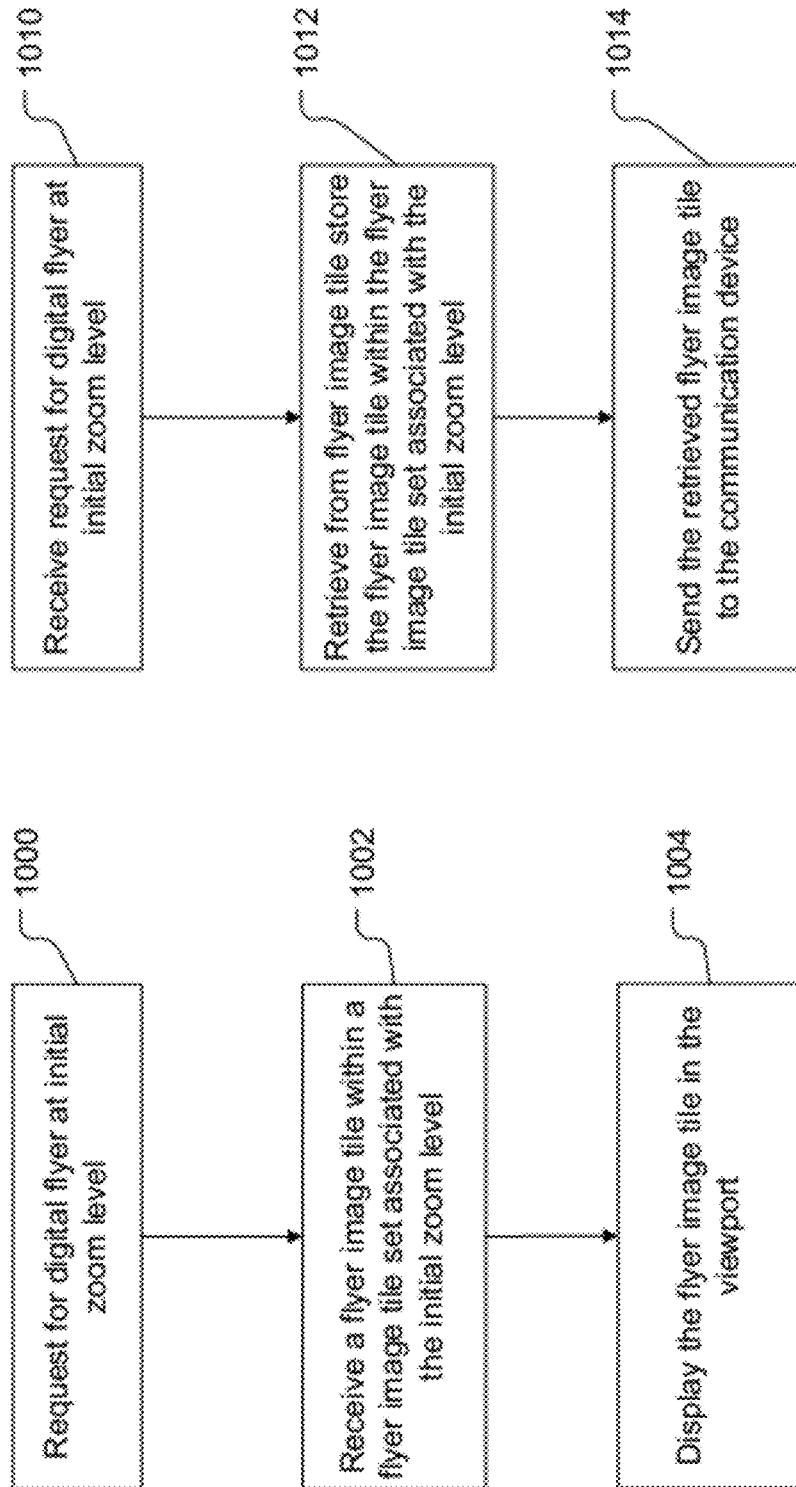 Request for digital flyer at initial
zoom level
1000
Receive a flyer image tile within a
flyer image tile set associated with
the initial zoom level
1002
Display the flyer image tile in the
viewport
1004
Receive request for digital flyer at
initial zoom level
1010
Retrieve from flyer image tile store
the flyer image tile within the flyer
image tile set associated with the
initial zoom level
1012
Send the retrieved flyer image tile
to the communication device
1014